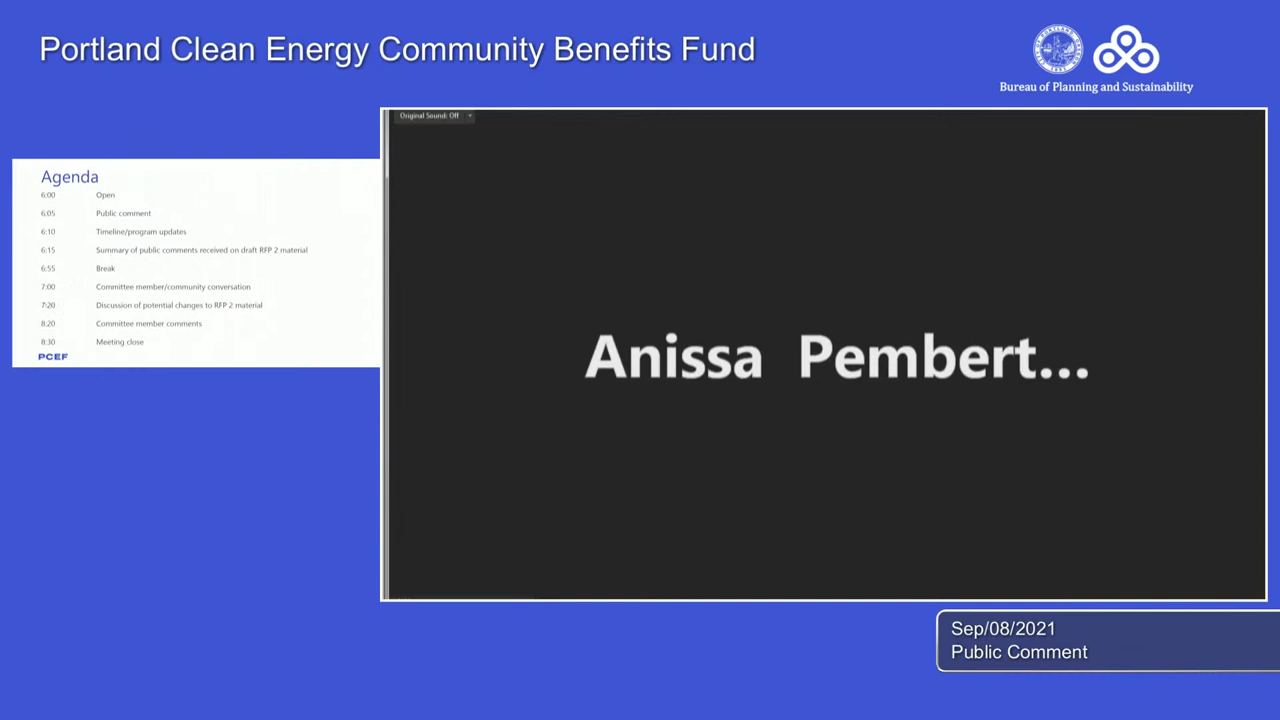 Portland Clean Energy Community Benefits Fund
Bureau of Planning and Sustainability
Original Sound: Off
Agenda
6:00 Open
6:05 Public comment
6:10 Timeline/program updates
6:15 Summary of public comments received on draft RFP 2 material
6:55 Break
7:00 Committee member/community conversation
7:20 Discussion of potential changes to RFP 2 material
8:20 Committee member comments
8:30 Meeting close
PCEF
Anissa Pembert...
Sep/08/2021
Public Comment